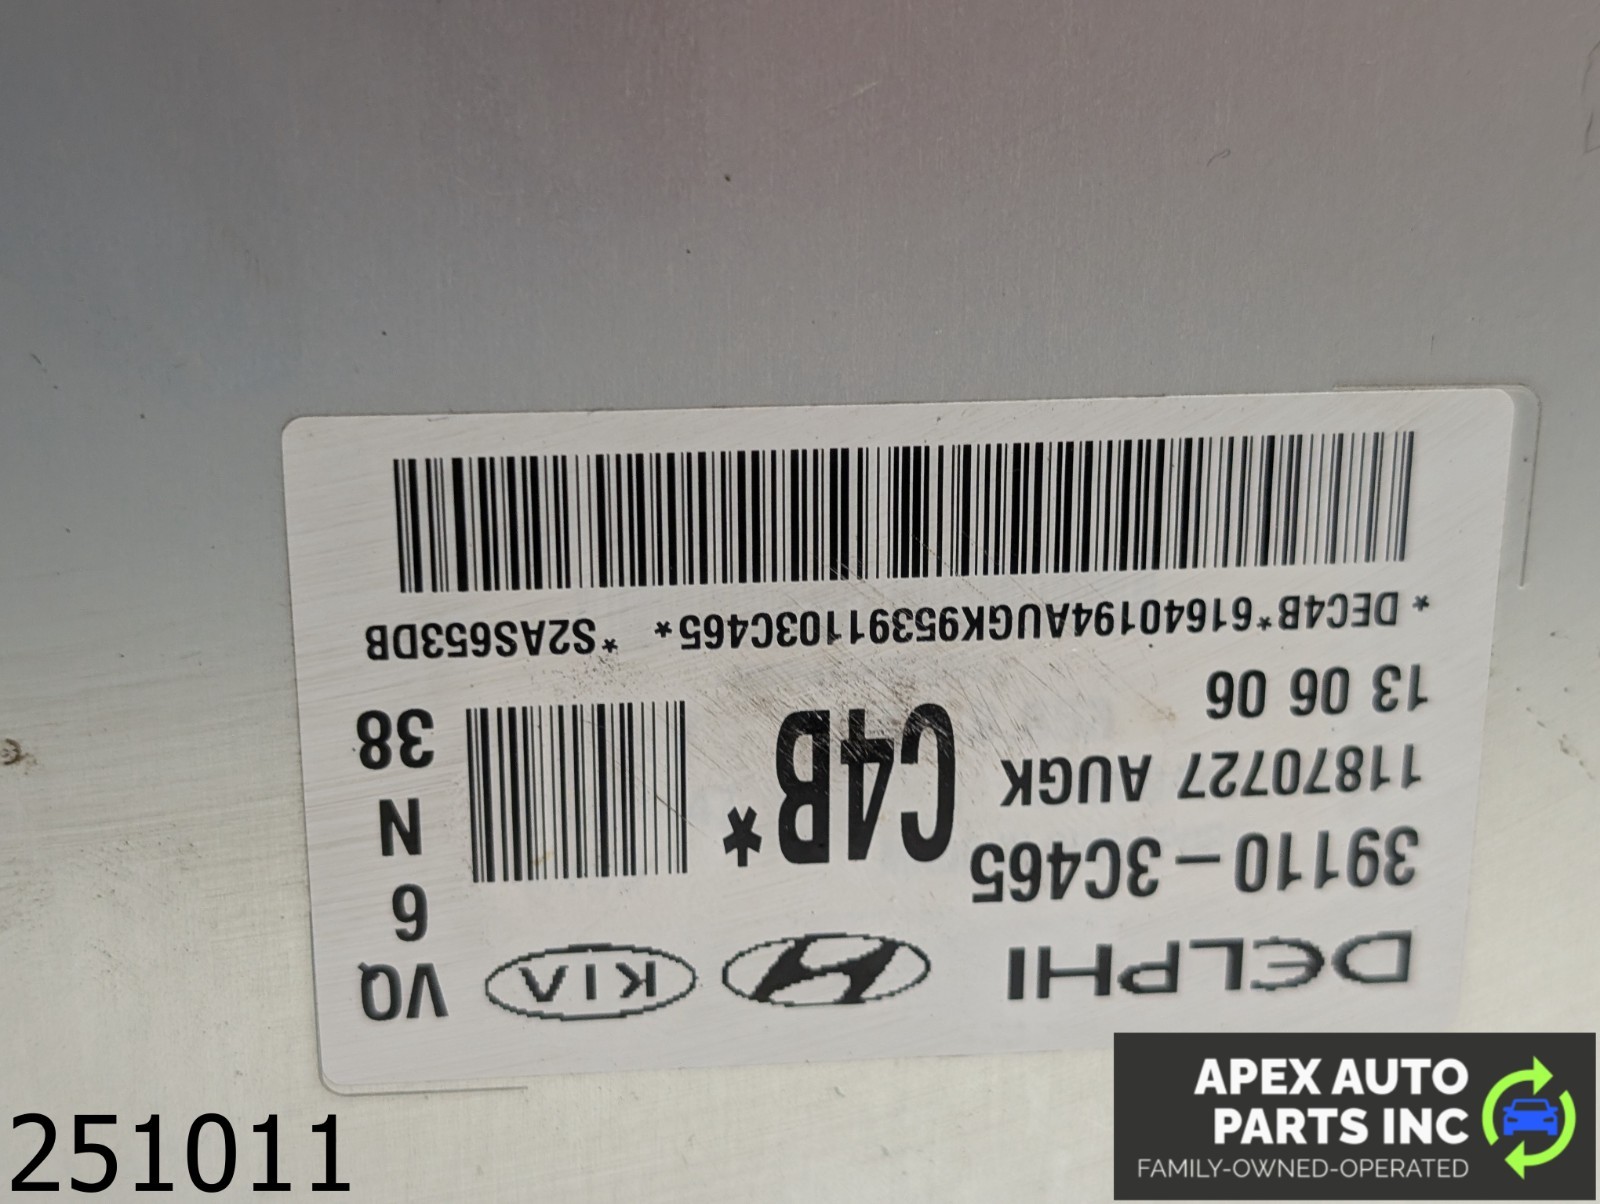 DELPHI
KIA
VQ
39110-3C465
11870727 AUGK
13 06 06
C4B*
6
N
38
*DEC4B*61640194AUGK95391103C465* *S2AS653DB
251011
APEX AUTO
PARTS INC
FAMILY-OWNED-OPERATED